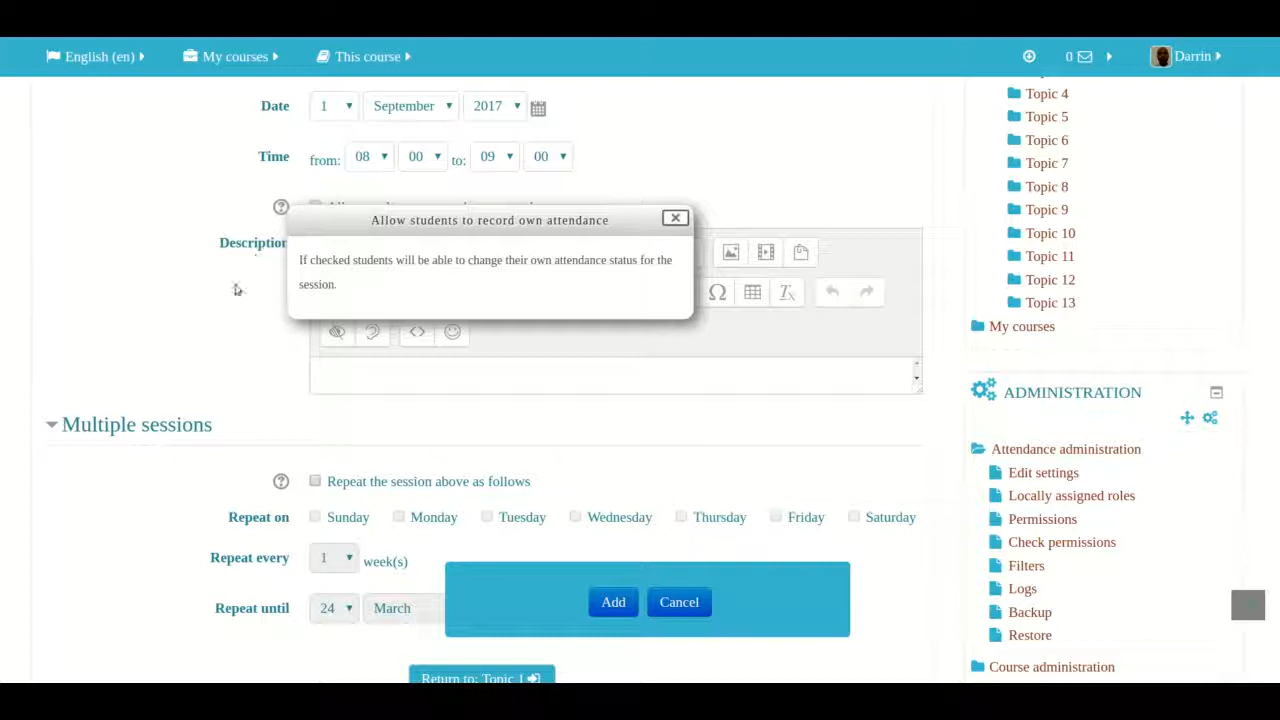 English (en) My courses This course 0 Darrin
Date 1 September 2017
Time from: 08 00 to: 09 00
Allow students to record own attendance
Description
If checked students will be able to change their own attendance status for the
session.
Multiple sessions
Repeat the session above as follows
Repeat on Sunday Monday Tuesday Wednesday Thursday Friday Saturday
Repeat every 1 week(s)
Repeat until 24 March
Add Cancel
Return to: Topic 1
Topic 4
Topic 5
Topic 6
Topic 7
Topic 8
Topic 9
Topic 10
Topic 11
Topic 12
Topic 13
My courses
ADMINISTRATION
Attendance administration
Edit settings
Locally assigned roles
Permissions
Check permissions
Filters
Logs
Backup
Restore
Course administration